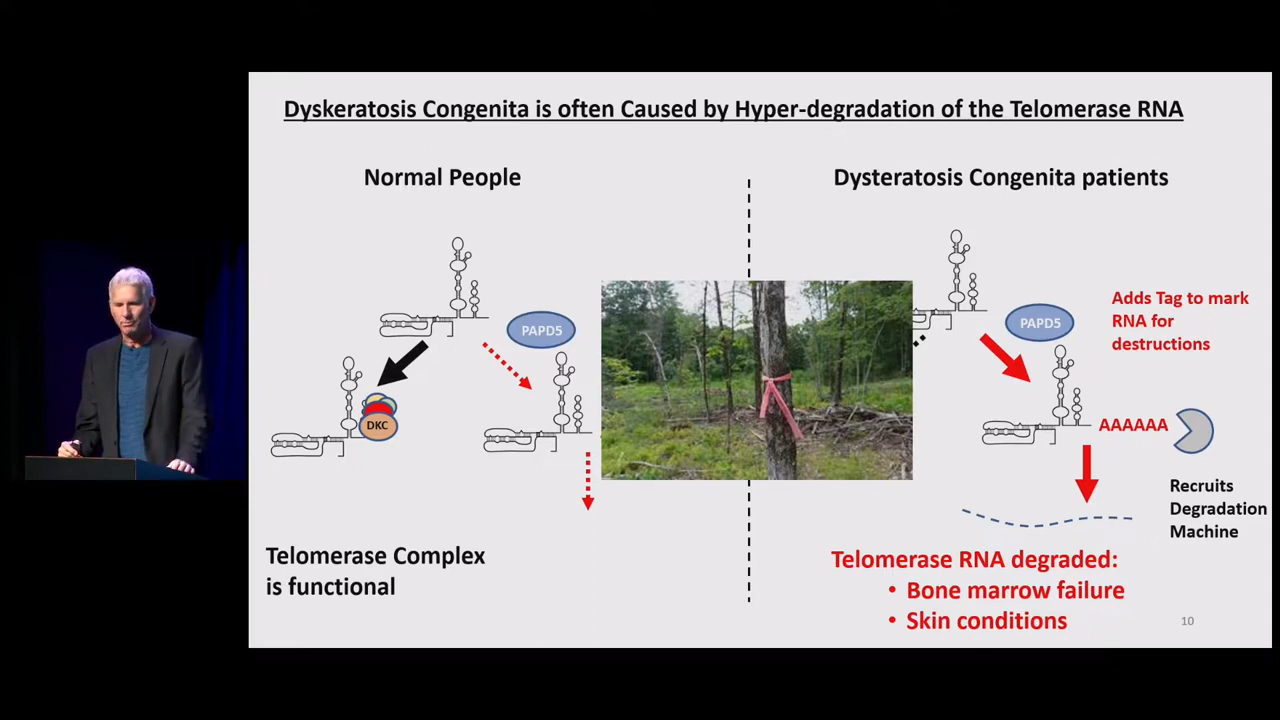 Dyskeratosis Congenita is often Caused by Hyper-degradation of the Telomerase RNA
Normal People
PAPD5
DKC
Telomerase Complex
is functional
Dysteratosis Congenita patients
PAPD5
Adds Tag to mark
RNA for
destructions
AAAAAA
Recruits
Degradation
Machine
Telomerase RNA degraded:
• Bone marrow failure
• Skin conditions
10